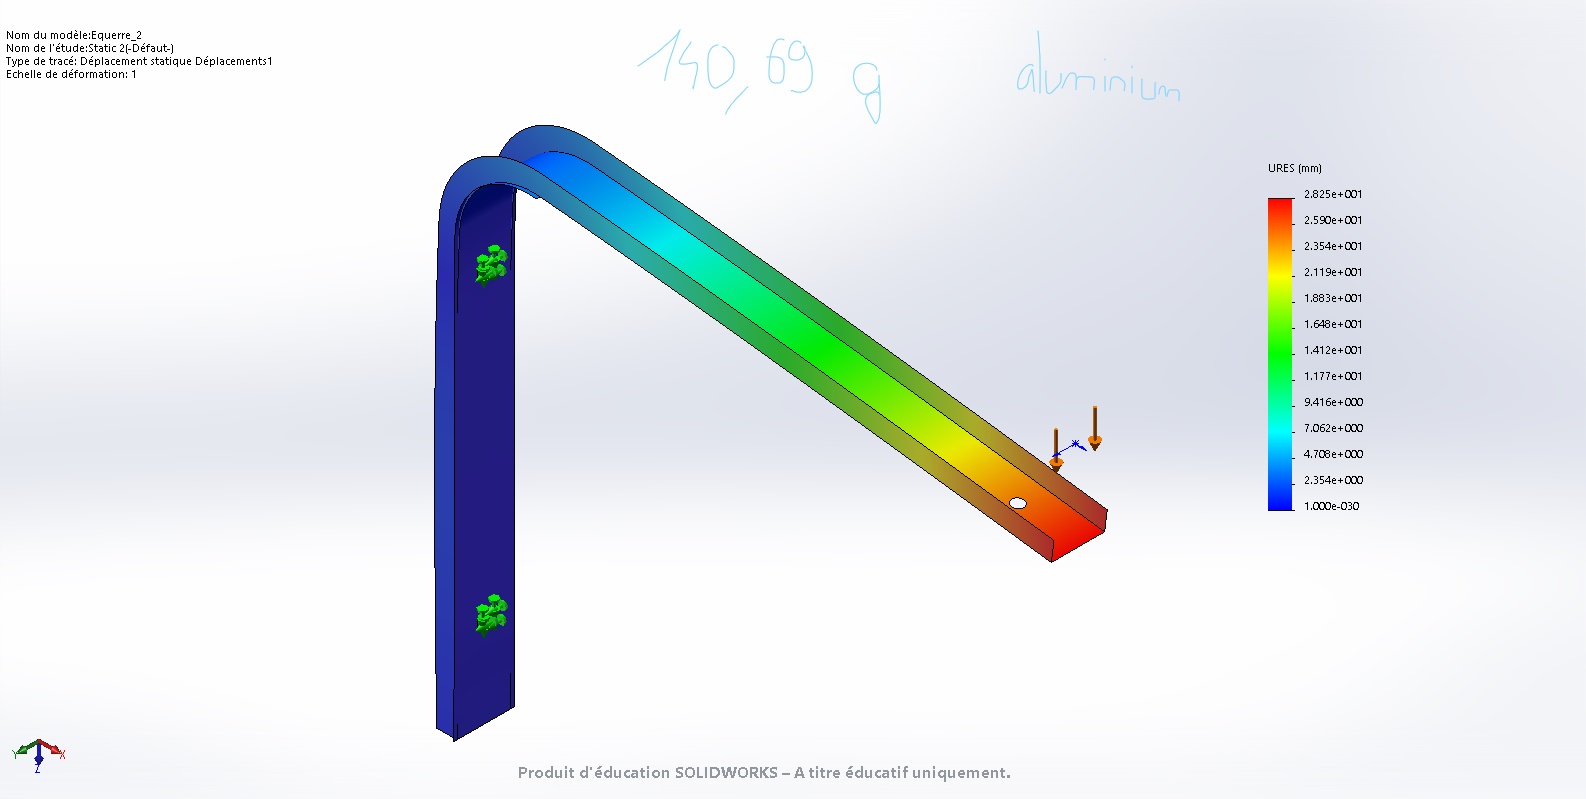 Nom du modèle:Equerre_2
Nom de l'étude:Static 2(-Défaut-)
Type de tracé: Déplacement statique Déplacements1
Echelle de déformation: 1
140,69 g aluminium
URES (mm)
2.825e+001
2.590e+001
2.354e+001
2.119e+001
1.883e+001
1.648e+001
1.412e+001
1.177e+001
9.416e+000
7.062e+000
4.708e+000
2.354e+000
1.000e-030
Y X
Z
Produit d'éducation SOLIDWORKS – A titre éducatif uniquement.